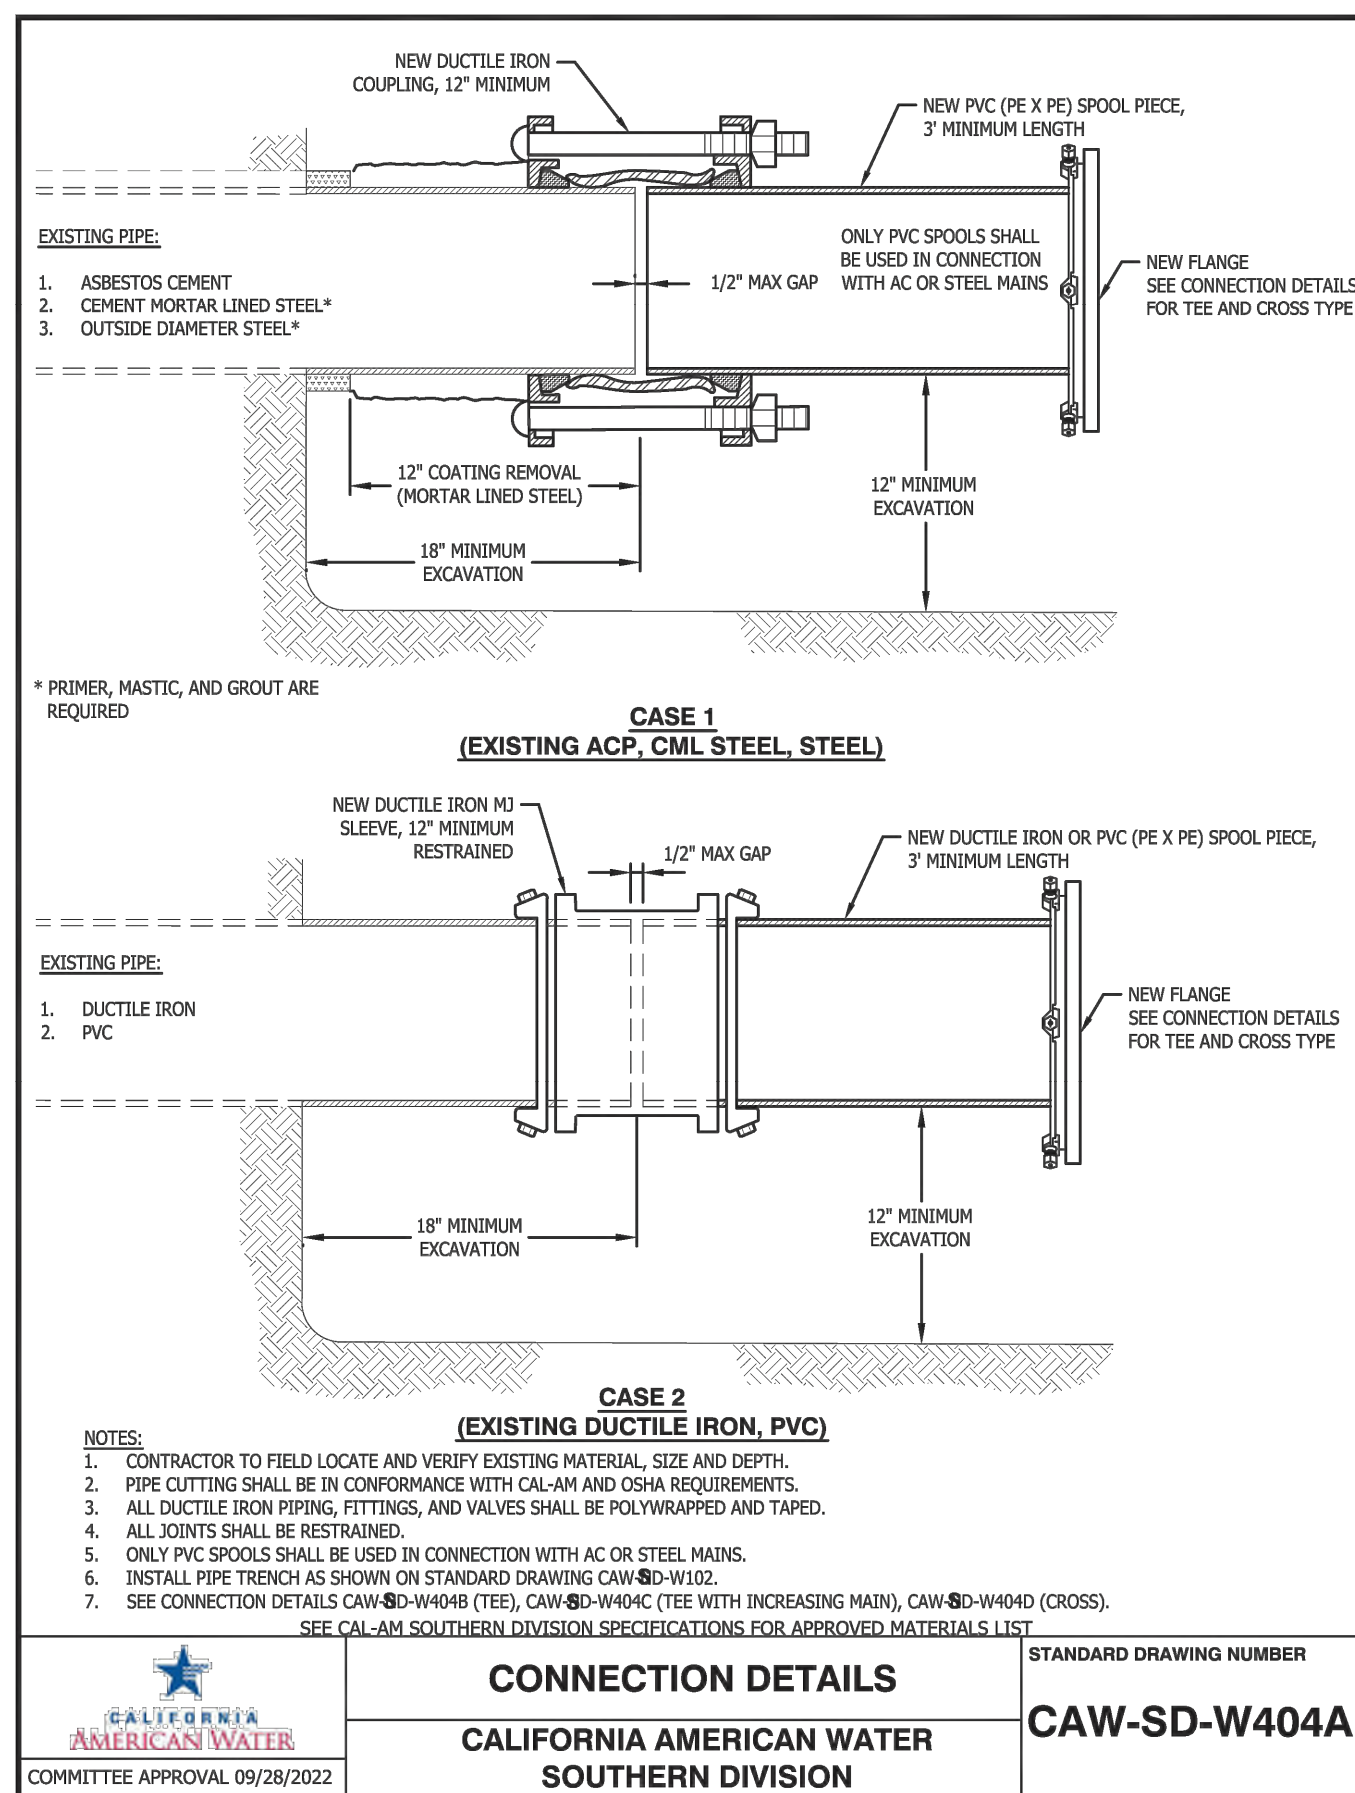 NEW DUCTILE IRON
COUPLING, 12" MINIMUM
NEW PVC (PE X PE) SPOOL PIECE,
3' MINIMUM LENGTH
EXISTING PIPE:
1. ASBESTOS CEMENT
2. CEMENT MORTAR LINED STEEL*
3. OUTSIDE DIAMETER STEEL*
1/2" MAX GAP
ONLY PVC SPOOLS SHALL
BE USED IN CONNECTION
WITH AC OR STEEL MAINS
NEW FLANGE
SEE CONNECTION DETAILS
FOR TEE AND CROSS TYPE
12" COATING REMOVAL
(MORTAR LINED STEEL)
12" MINIMUM
EXCAVATION
18" MINIMUM
EXCAVATION
* PRIMER, MASTIC, AND GROUT ARE
REQUIRED
CASE 1
(EXISTING ACP, CML STEEL, STEEL)
NEW DUCTILE IRON MJ
SLEEVE, 12" MINIMUM
RESTRAINED
1/2" MAX GAP
NEW DUCTILE IRON OR PVC (PE X PE) SPOOL PIECE,
3' MINIMUM LENGTH
EXISTING PIPE:
1. DUCTILE IRON
2. PVC
NEW FLANGE
SEE CONNECTION DETAILS
FOR TEE AND CROSS TYPE
18" MINIMUM
EXCAVATION
12" MINIMUM
EXCAVATION
CASE 2
(EXISTING DUCTILE IRON, PVC)
NOTES:
1. CONTRACTOR TO FIELD LOCATE AND VERIFY EXISTING MATERIAL, SIZE AND DEPTH.
2. PIPE CUTTING SHALL BE IN CONFORMANCE WITH CAL-AM AND OSHA REQUIREMENTS.
3. ALL DUCTILE IRON PIPING, FITTINGS, AND VALVES SHALL BE POLYWRAPPED AND TAPED.
4. ALL JOINTS SHALL BE RESTRAINED.
5. ONLY PVC SPOOLS SHALL BE USED IN CONNECTION WITH AC OR STEEL MAINS.
6. INSTALL PIPE TRENCH AS SHOWN ON STANDARD DRAWING CAW-SD-W102.
7. SEE CONNECTION DETAILS CAW-SD-W404B (TEE), CAW-SD-W404C (TEE WITH INCREASING MAIN), CAW-SD-W404D (CROSS).
SEE CAL-AM SOUTHERN DIVISION SPECIFICATIONS FOR APPROVED MATERIALS LIST
CALIFORNIA
AMERICAN WATER
COMMITTEE APPROVAL 09/28/2022
CONNECTION DETAILS
CALIFORNIA AMERICAN WATER
SOUTHERN DIVISION
STANDARD DRAWING NUMBER
CAW-SD-W404A